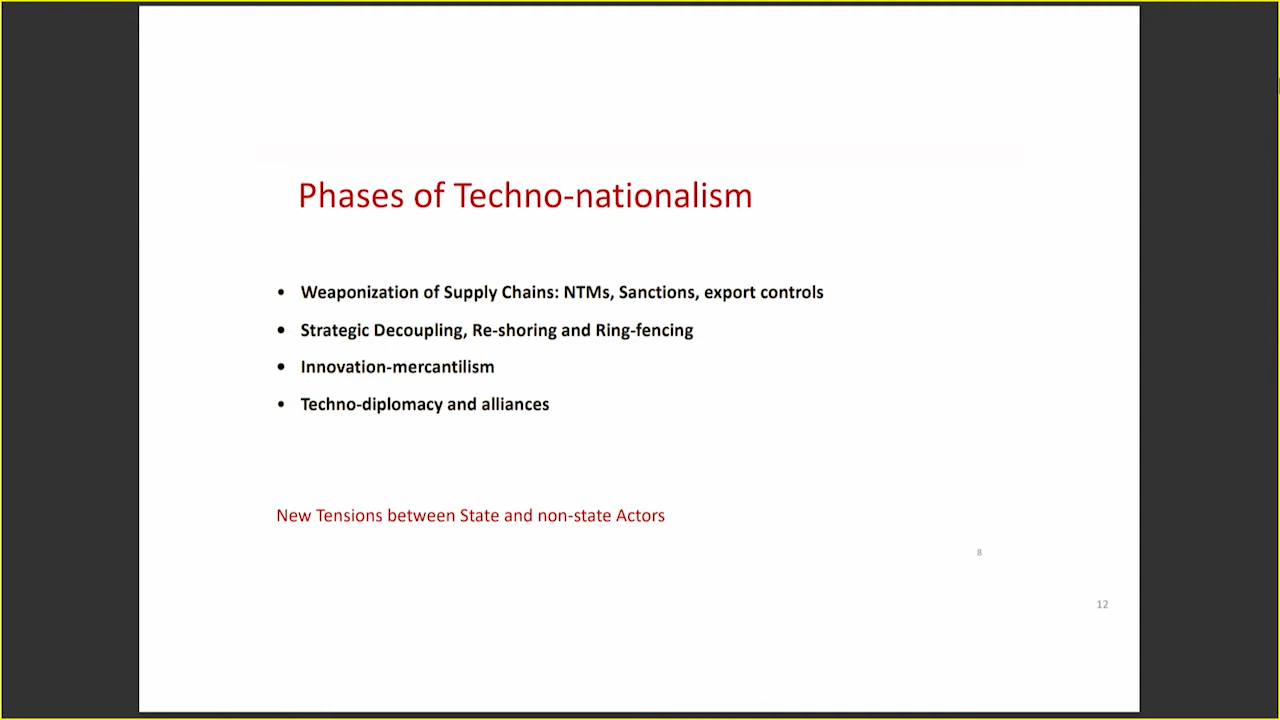 Phases of Techno-nationalism
• Weaponization of Supply Chains: NTMs, Sanctions, export controls
• Strategic Decoupling, Re-shoring and Ring-fencing
• Innovation-mercantilism
• Techno-diplomacy and alliances
New Tensions between State and non-state Actors
8
12